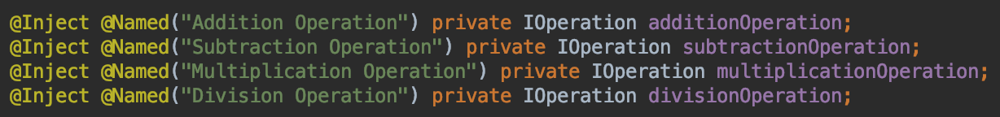 @Inject @Named("Addition Operation") private IOperation additionOperation;
@Inject @Named("Subtraction Operation") private IOperation subtractionOperation;
@Inject @Named("Multiplication Operation") private IOperation multiplicationOperation;
@Inject @Named("Division Operation") private IOperation divisionOperation;